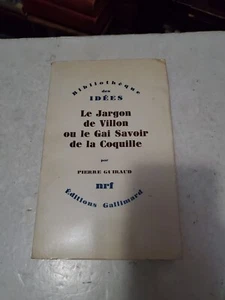 Bibliothèque
des
IDÉES
Le Jargon
de Villon
ou le Gai Savoir
de la Coquille
par
PIERRE GUIRAUD
nrf
Éditions Gallimard